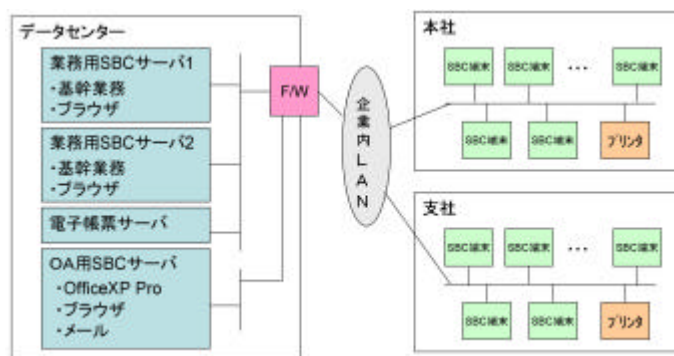 データセンター
業務用SBCサーバ1
・基幹業務
・ブラウザ
業務用SBCサーバ2
・基幹業務
・ブラウザ
電子帳票サーバ
OA用SBCサーバ
・OfficeXP Pro
・ブラウザ
・メール
F/W
企業内LAN
本社
SBC端末
SBC端末
・・・
SBC端末
SBC端末
SBC端末
プリンタ
支社
SBC端末
SBC端末
・・・
SBC端末
SBC端末
SBC端末
プリンタ